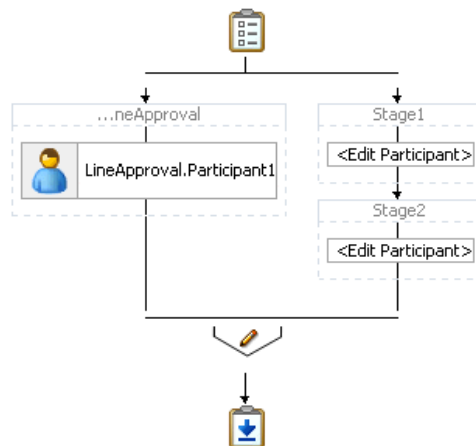 ...neApproval
LineApproval.Participant1
Stage1
<Edit Participant>
Stage2
<Edit Participant>